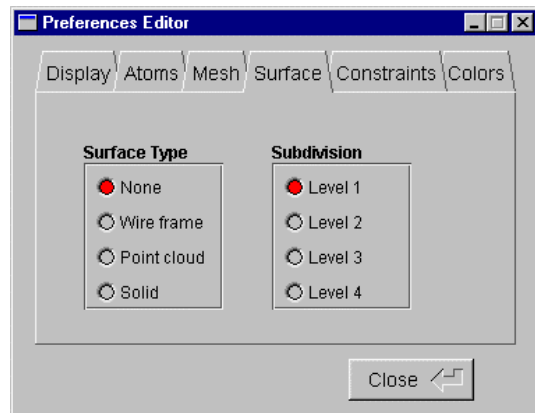 Preferences Editor
Display Atoms Mesh Surface Constraints Colors
Surface Type
None
Wire frame
Point cloud
Solid
Subdivision
Level 1
Level 2
Level 3
Level 4
Close